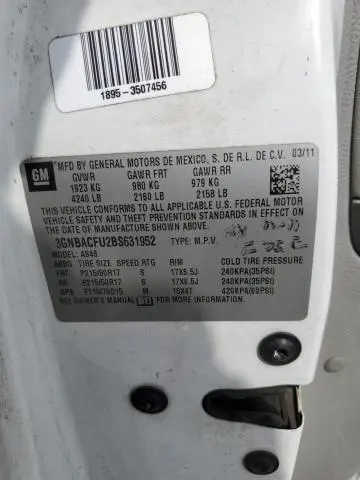 1895-3507456
GM
MFD BY GENERAL MOTORS DE MEXICO, S. DE R.L. DE C.V. 03/11
GVWR GAWR FRT GAWR RR
1923 KG 980 KG 979 KG
4240 LB 2160 LB 2158 LB
THIS VEHICLE CONFORMS TO ALL APPLICABLE U.S. FEDERAL MOTOR
VEHICLE SAFETY AND THEFT PREVENTION STANDARDS IN EFFECT ON
THE DATE OF MANUFACTURE SHOWN ABOVE.
3GNBACFU2BS631952 TYPE: M.P.V.
MODEL: AS46
TIRE SIZE SPEED RTG RIM COLD TIRE PRESSURE
FRT P215/50R17 S 17X6.5J 240KPA(35PSI)
RR P215/50R17 S 17X6.5J 240KPA(35PSI)
SPA T115/70D15 M 15X4T 420KPA(60PSI)
SEE OWNER'S MANUAL FOR MORE INFORMATION.